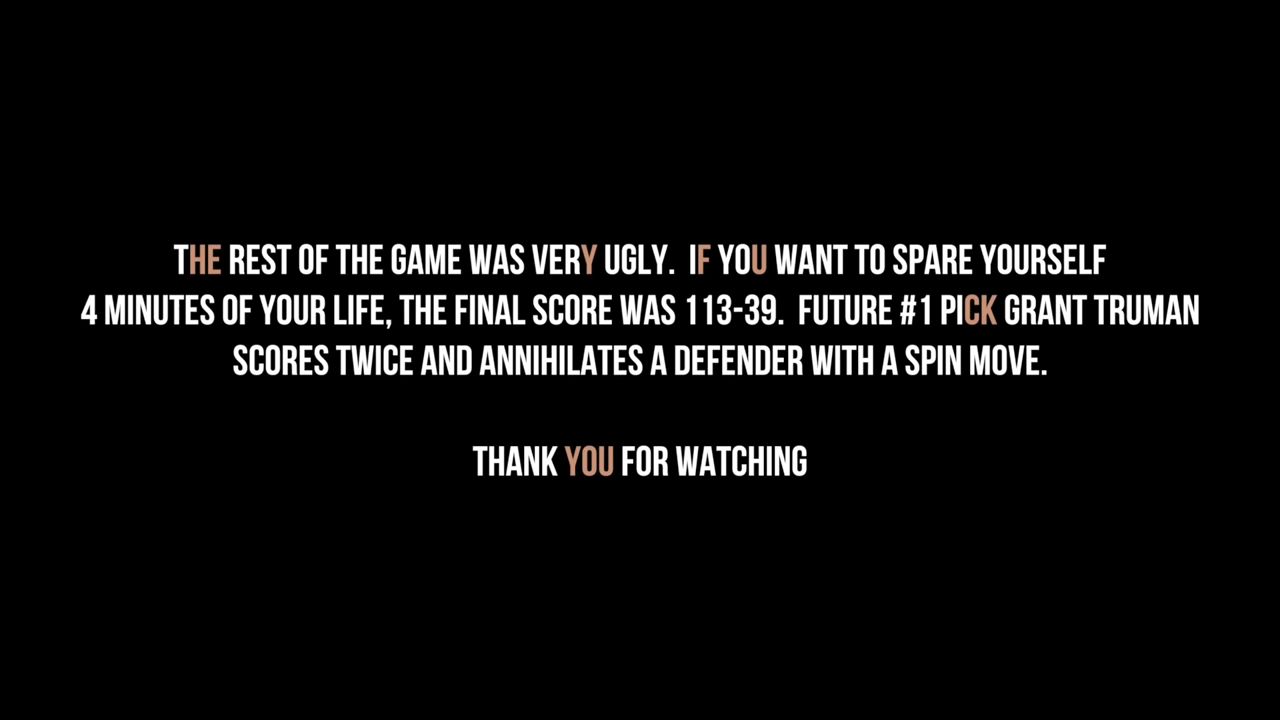 THE REST OF THE GAME WAS VERY UGLY. IF YOU WANT TO SPARE YOURSELF
4 MINUTES OF YOUR LIFE, THE FINAL SCORE WAS 113-39. FUTURE #1 PICK GRANT TRUMAN
SCORES TWICE AND ANNIHILATES A DEFENDER WITH A SPIN MOVE.
THANK YOU FOR WATCHING